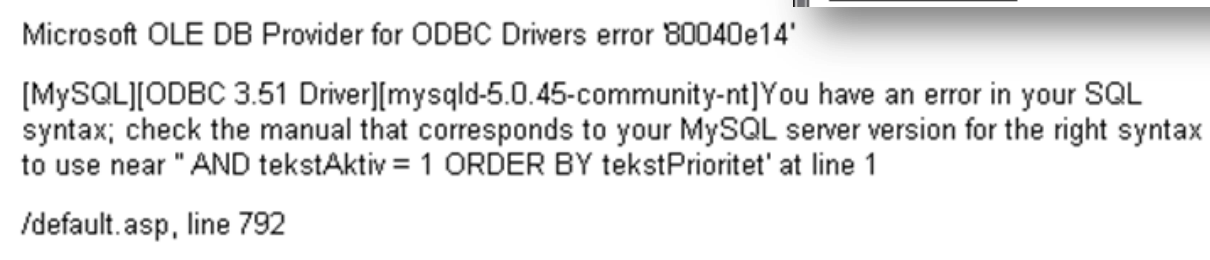 Microsoft OLE DB Provider for ODBC Drivers error '80040e14'
[MySQL][ODBC 3.51 Driver][mysqld-5.0.45-community-nt]You have an error in your SQL
syntax; check the manual that corresponds to your MySQL server version for the right syntax
to use near '' AND tekstAktiv = 1 ORDER BY tekstPrioritet' at line 1
/default.asp, line 792